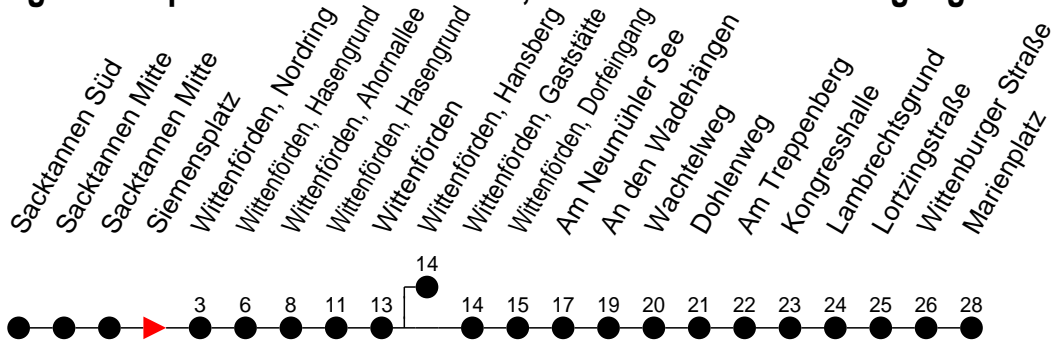 Sacktannen Süd
Sacktannen Mitte
Sacktannen Mitte
Siemensplatz
Wittenförden, Nordring
Wittenförden, Hasengrund
Wittenförden, Ahornallee
Wittenförden, Hasengrund
Wittenförden
Wittenförden, Hansberg
Wittenförden, Gaststätte
Wittenförden, Dorfeingang
Am Neumühler See
An den Wadehängen
Wachtelweg
Dohlenweg
Am Treppenberg
Kongresshalle
Lambrechtsgrund
Lortzingstraße
Wittenburger Straße
Marienplatz
14
3 6 8 11 13 14 15 17 19 20 21 22 23 24 25 26 28